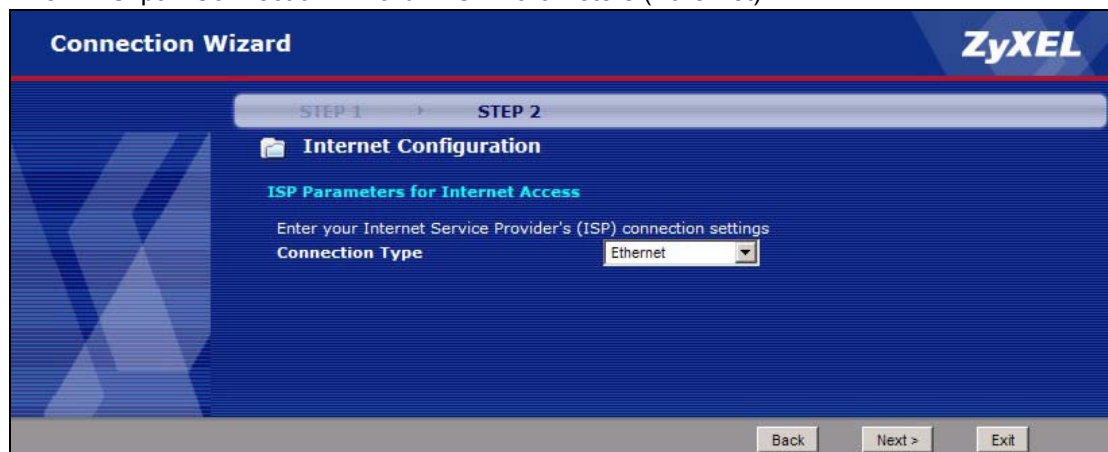 Connection Wizard
ZyXEL
STEP 1 STEP 2
Internet Configuration
ISP Parameters for Internet Access
Enter your Internet Service Provider's (ISP) connection settings
Connection Type Ethernet
Back Next > Exit